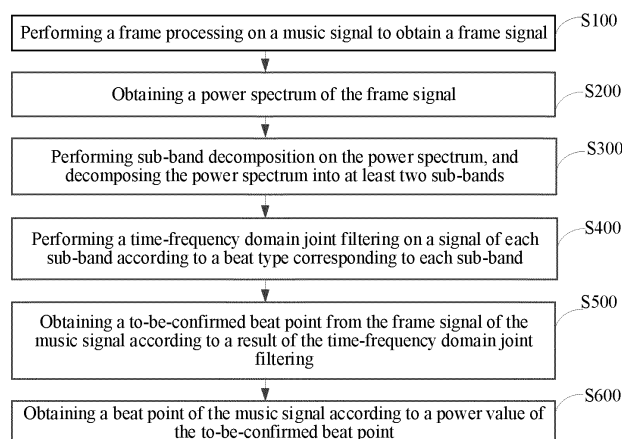 Performing a frame processing on a music signal to obtain a frame signal
S100
Obtaining a power spectrum of the frame signal
S200
Performing sub-band decomposition on the power spectrum, and
decomposing the power spectrum into at least two sub-bands
S300
Performing a time-frequency domain joint filtering on a signal of each
sub-band according to a beat type corresponding to each sub-band
S400
Obtaining a to-be-confirmed beat point from the frame signal of the
music signal according to a result of the time-frequency domain joint
filtering
S500
Obtaining a beat point of the music signal according to a power value of
the to-be-confirmed beat point
S600